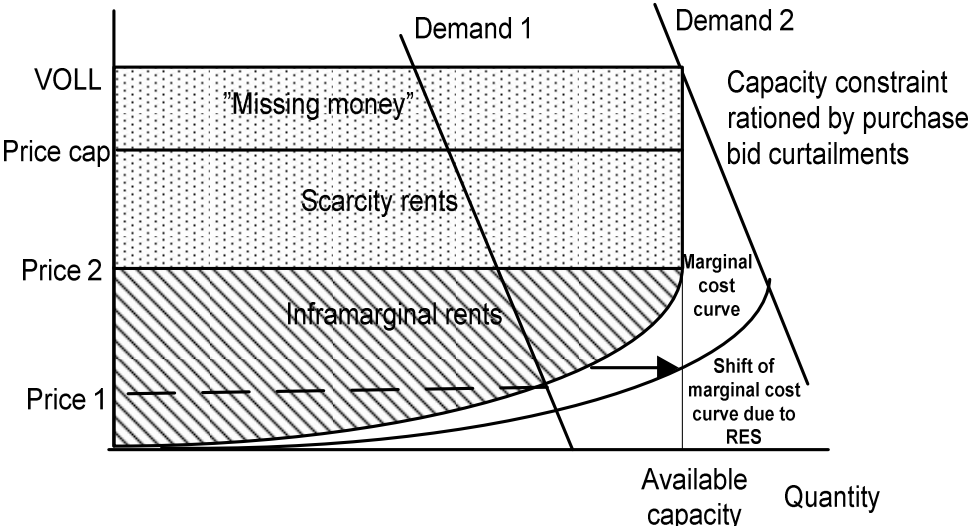 Demand 1
Demand 2
VOLL
”Missing money”
Capacity constraint
rationed by purchase
bid curtailments
Price cap
Scarcity rents
Price 2
Marginal
cost
curve
Inframarginal rents
Shift of
marginal cost
curve due to
RES
Price 1
Available
capacity
Quantity